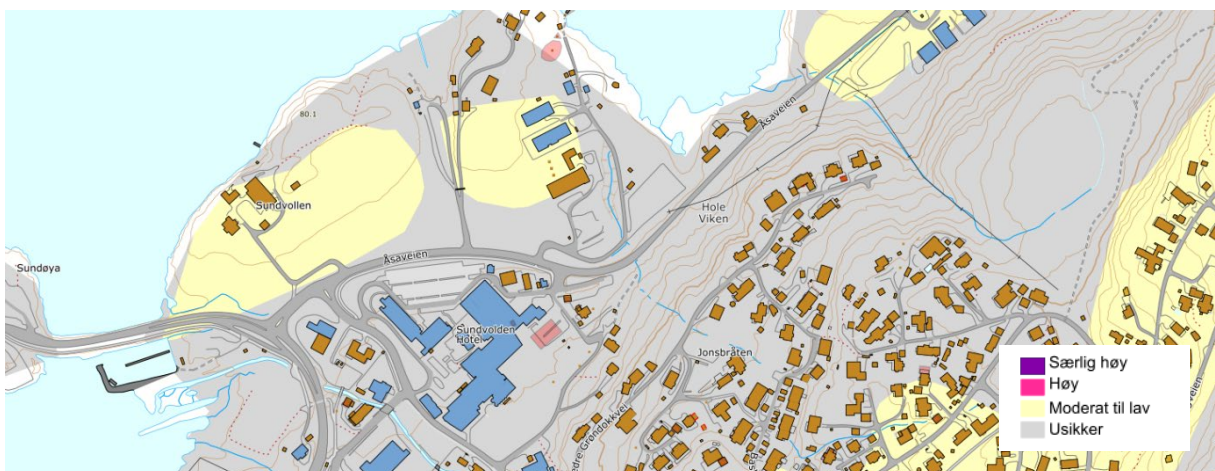 80.1
Åsaveien
Sundvollen
Hole
Viken
Sundøya
Åsaveien
Sundvolden
Hotel
Jonsbråten
Særlig høy
Høy
Moderat til lav
Usikker